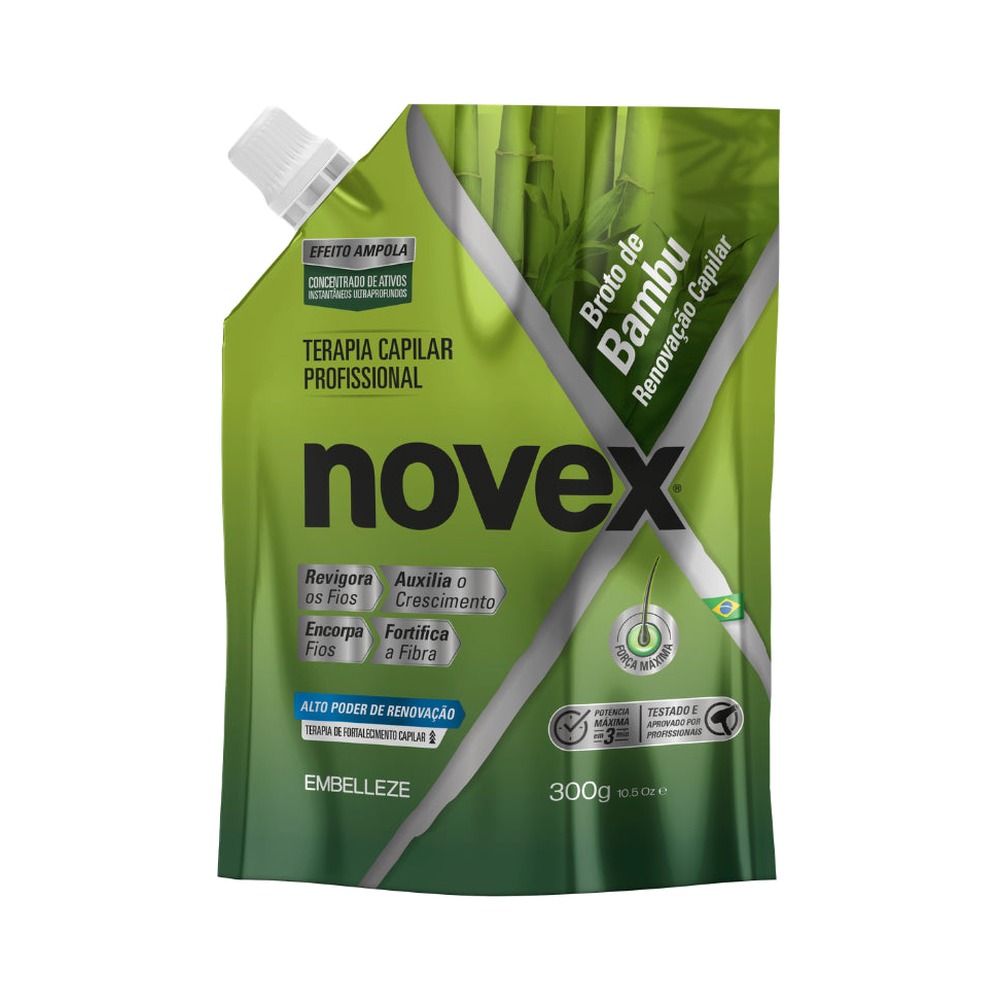 EFEITO AMPOLA
CONCENTRADO DE ATIVOS
INSTANTÂNEOS ULTRAPROFUNDOS
TERAPIA CAPILAR
PROFISSIONAL
Broto de
Bambu
Renovação Capilar
novex®
Revigora
os Fios
Auxilia o
Crescimento
Encorpa
Fios
Fortifica
a Fibra
FORÇA MÁXIMA
ALTO PODER DE RENOVAÇÃO
TERAPIA DE FORTALECIMENTO CAPILAR
POTÊNCIA
MÁXIMA
em 3 min
TESTADO E
APROVADO POR
PROFISSIONAIS
EMBELLEZE
300g 10.5 Oz e